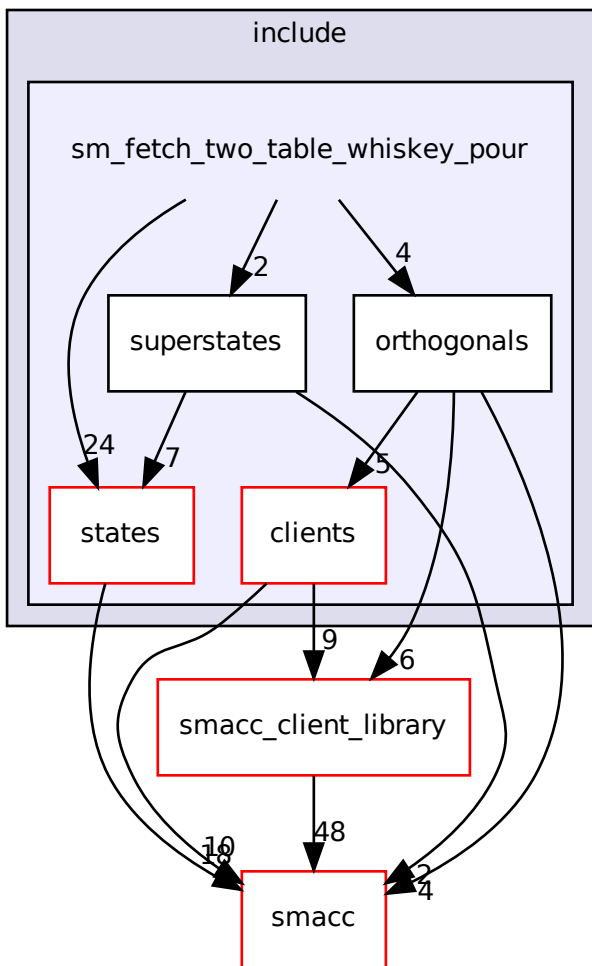 include
sm_fetch_two_table_whiskey_pour
2
4
superstates
orthogonals
24
7
5
states
clients
9
6
smacc_client_library
48
10
18
2
4
smacc